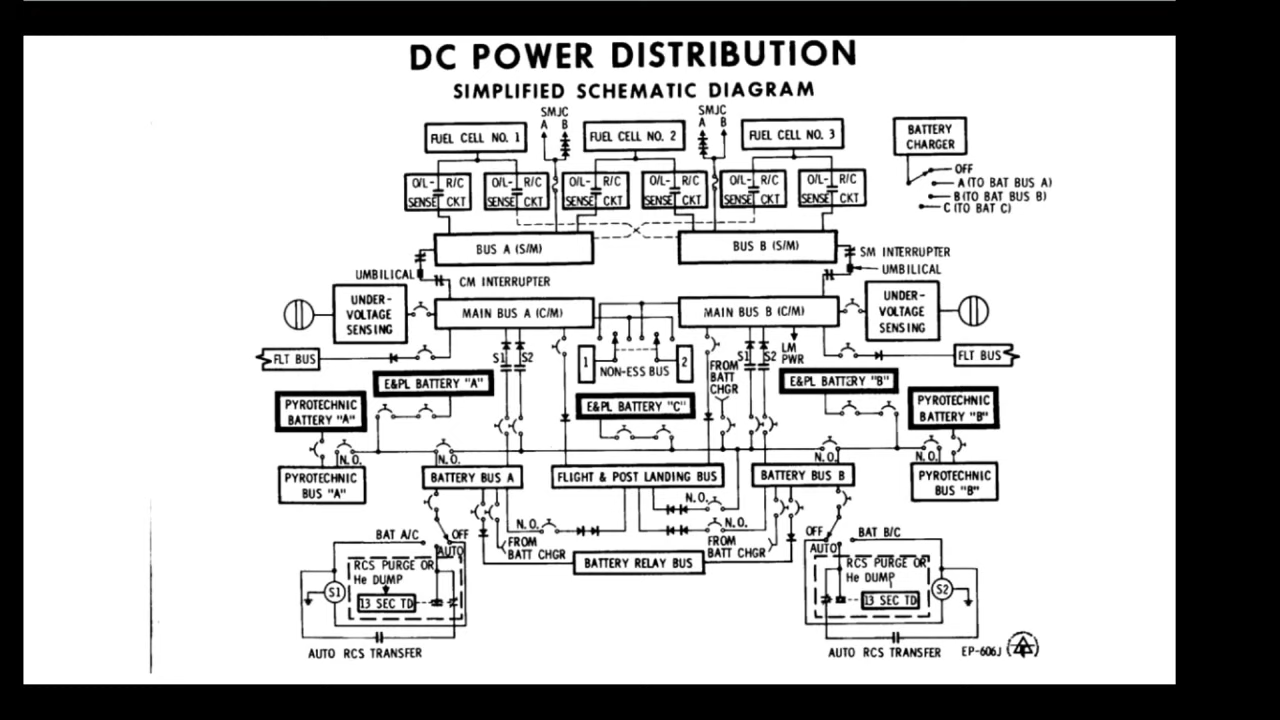 DC POWER DISTRIBUTION
SIMPLIFIED SCHEMATIC DIAGRAM
SMJC
A B
SMJC
A B
FUEL CELL NO. 1
FUEL CELL NO. 2
FUEL CELL NO. 3
BATTERY
CHARGER
OFF
A (TO BAT BUS A)
B (TO BAT BUS B)
C (TO BAT C)
O/L- R/C
SENSE CKT
O/L- R/C
SENSE CKT
O/L- R/C
SENSE CKT
O/L- R/C
SENSE CKT
O/L- R/C
SENSE CKT
O/L- R/C
SENSE CKT
BUS A (S/M)
BUS B (S/M)
SM INTERRUPTER
UMBILICAL
UMBILICAL
CM INTERRUPTER
UNDER-
VOLTAGE
SENSING
MAIN BUS A (C/M)
MAIN BUS B (C/M)
UNDER-
VOLTAGE
SENSING
FLT BUS
S1 S2
1
NON-ESS BUS
2
S1 S2
LM
PWR
FLT BUS
FROM
BATT
CHGR
E&PL BATTERY "A"
E&PL BATTERY "B"
E&PL BATTERY "C"
PYROTECHNIC
BATTERY "A"
PYROTECHNIC
BATTERY "B"
N.O.
N.O.
N.O.
N.O.
PYROTECHNIC
BUS "A"
BATTERY BUS A
FLIGHT & POST LANDING BUS
BATTERY BUS B
PYROTECHNIC
BUS "B"
N.O.
N.O.
N.O.
BAT A/C
OFF
AUTO
FROM
BATT CHGR
FROM
BATT CHGR
OFF
AUTO
BAT B/C
BATTERY RELAY BUS
RCS PURGE OR
He DUMP
S1
13 SEC TD
RCS PURGE OR
He DUMP
13 SEC TD
S2
AUTO RCS TRANSFER
AUTO RCS TRANSFER
EP-606J